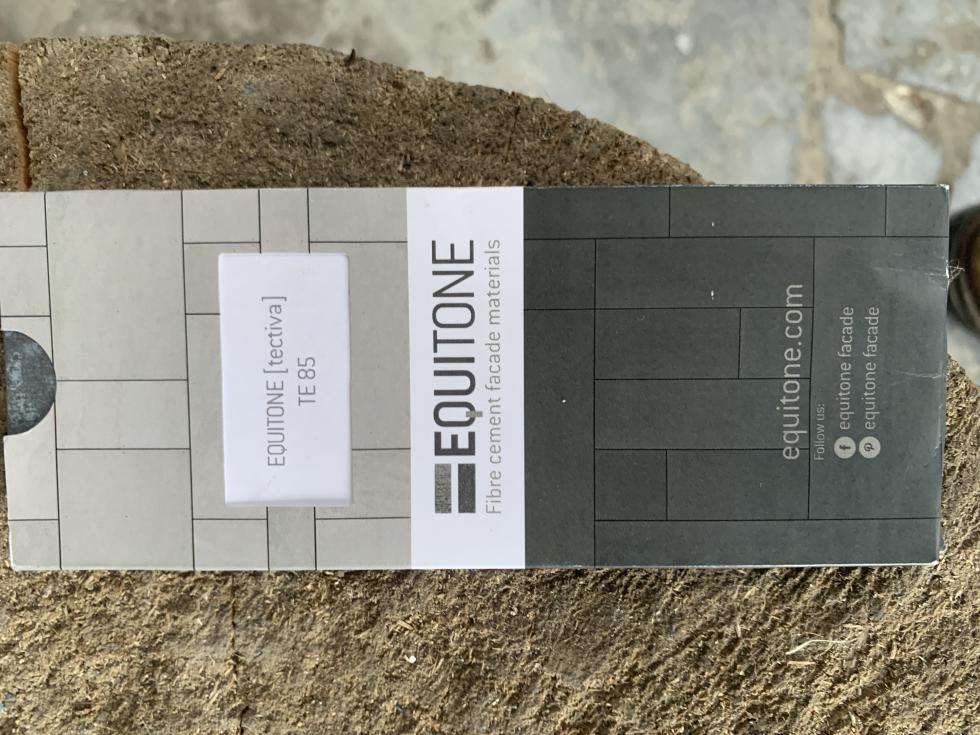 EQUITONE [tectiva]
TE 85
EQUITONE
Fibre cement facade materials
equitone.com
Follow us:
equitone facade
equitone facade